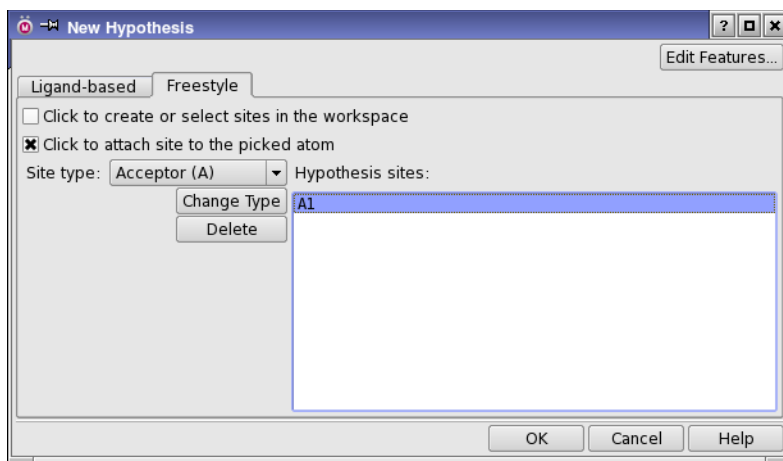 New Hypothesis
Edit Features...
Ligand-based Freestyle
Click to create or select sites in the workspace
Click to attach site to the picked atom
Site type: Acceptor (A) Hypothesis sites:
Change Type A1
Delete
OK Cancel Help